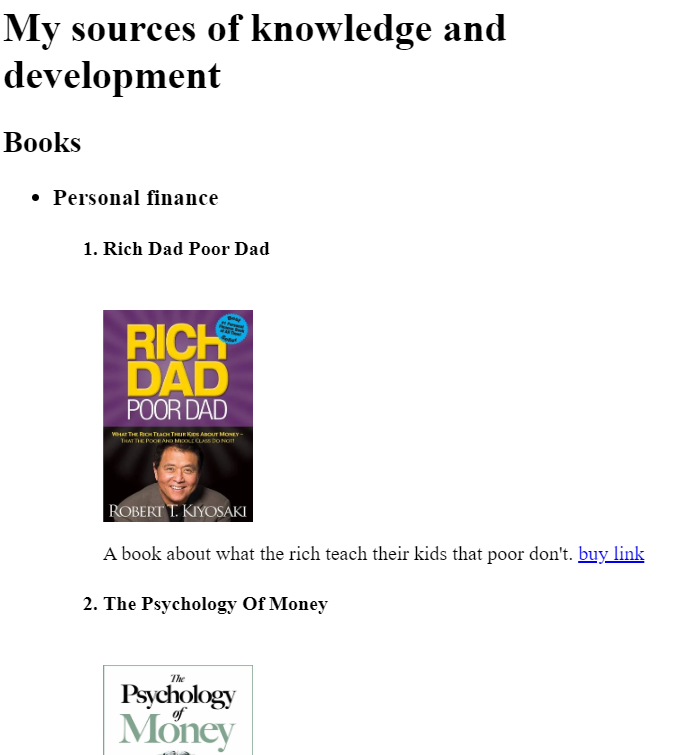 My sources of knowledge and
development
Books
• Personal finance
1. Rich Dad Poor Dad
RICH
DAD
POOR DAD
WHAT THE RICH TEACH THEIR KIDS ABOUT MONEY –
THAT THE POOR AND MIDDLE CLASS DO NOT!
ROBERT T. KIYOSAKI
A book about what the rich teach their kids that poor don't. buy link
2. The Psychology Of Money
The
Psychology
of
Money